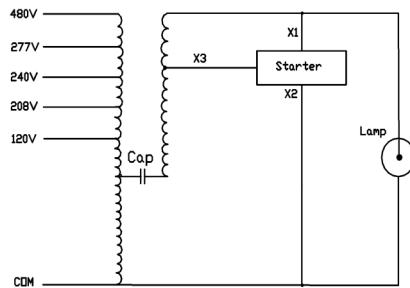 480V
X1
277V
X3
Starter
240V
X2
208V
Lamp
120V
Cap
COM